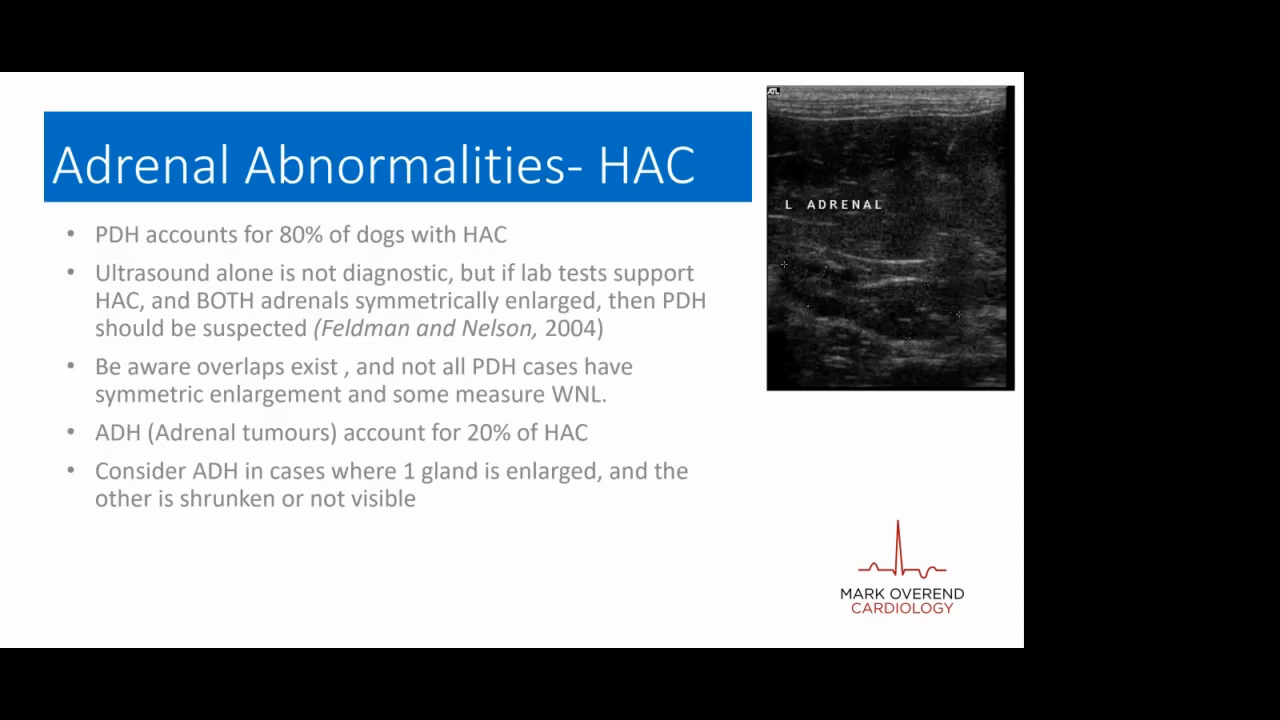 Adrenal Abnormalities- HAC
• PDH accounts for 80% of dogs with HAC
• Ultrasound alone is not diagnostic, but if lab tests support
HAC, and BOTH adrenals symmetrically enlarged, then PDH
should be suspected (Feldman and Nelson, 2004)
• Be aware overlaps exist , and not all PDH cases have
symmetric enlargement and some measure WNL.
• ADH (Adrenal tumours) account for 20% of HAC
• Consider ADH in cases where 1 gland is enlarged, and the
other is shrunken or not visible
ATL
L ADRENAL
MARK OVEREND
CARDIOLOGY